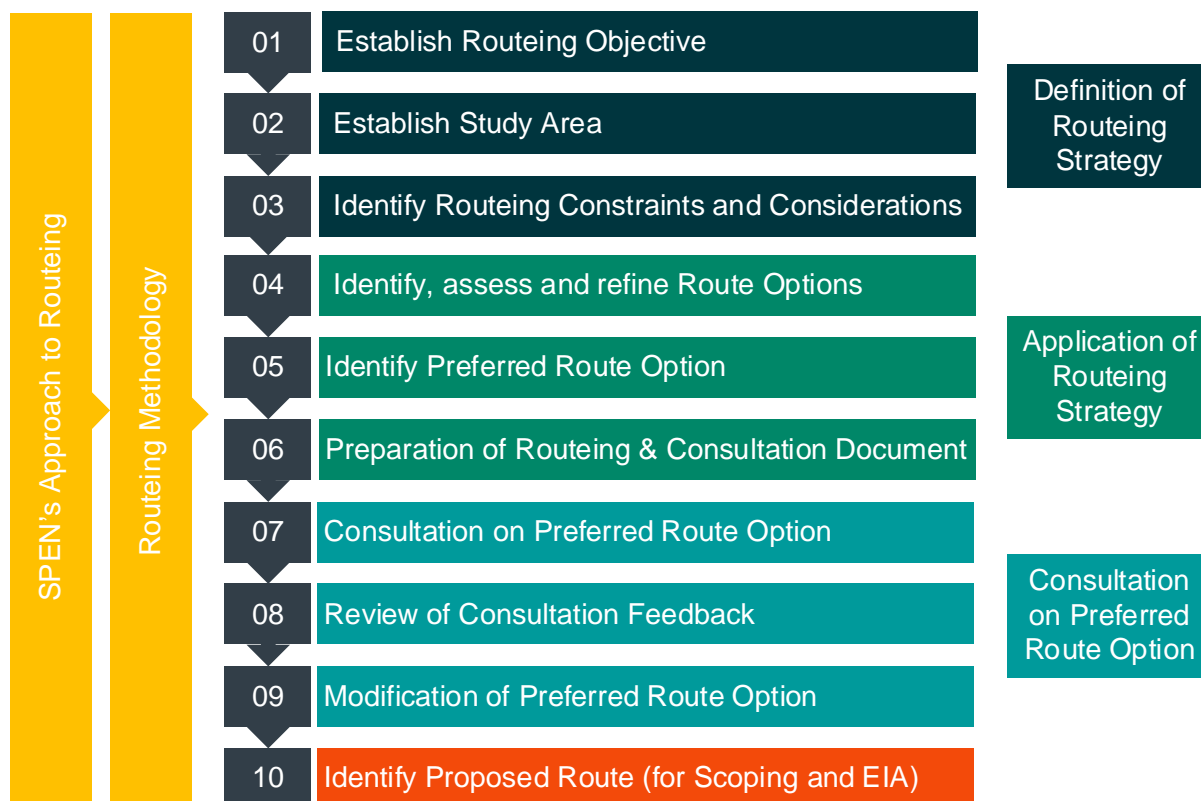 SPEN's Approach to Routeing
Routeing Methodology
01
Establish Routeing Objective
02
Establish Study Area
03
Identify Routeing Constraints and Considerations
04
Identify, assess and refine Route Options
05
Identify Preferred Route Option
06
Preparation of Routeing & Consultation Document
07
Consultation on Preferred Route Option
08
Review of Consultation Feedback
09
Modification of Preferred Route Option
10
Identify Proposed Route (for Scoping and EIA)
Definition of
Routeing
Strategy
Application of
Routeing
Strategy
Consultation
on Preferred
Route Option